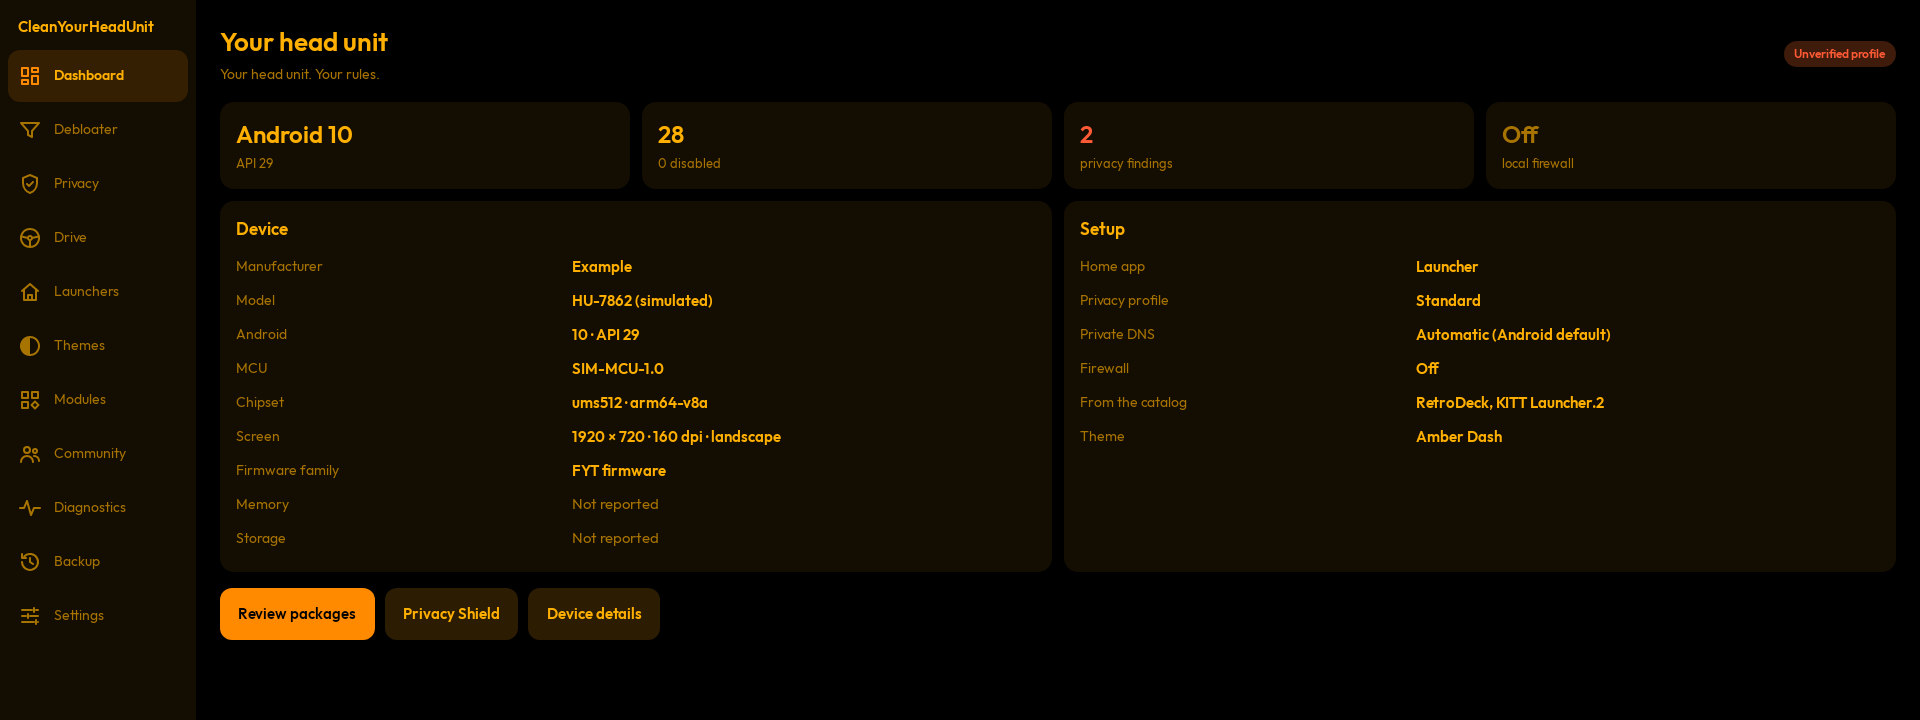 CleanYourHeadUnit
Dashboard
Debloater
Privacy
Drive
Launchers
Themes
Modules
Community
Diagnostics
Backup
Settings
Your head unit
Your head unit. Your rules.
Unverified profile
Android 10
API 29
28
0 disabled
2
privacy findings
Off
local firewall
Device
Manufacturer Example
Model HU-7862 (simulated)
Android 10 · API 29
MCU SIM-MCU-1.0
Chipset ums512 · arm64-v8a
Screen 1920 × 720 · 160 dpi · landscape
Firmware family FYT firmware
Memory Not reported
Storage Not reported
Setup
Home app Launcher
Privacy profile Standard
Private DNS Automatic (Android default)
Firewall Off
From the catalog RetroDeck, KITT Launcher.2
Theme Amber Dash
Review packages
Privacy Shield
Device details